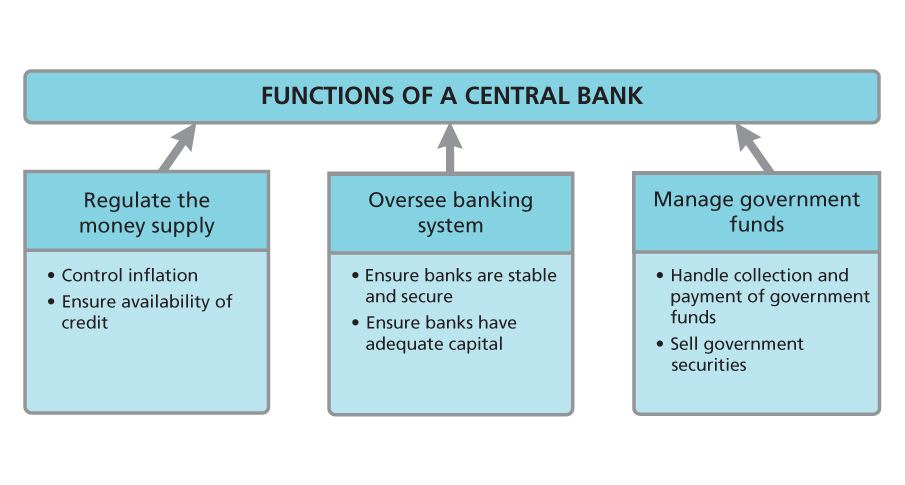 FUNCTIONS OF A CENTRAL BANK
Regulate the
money supply
• Control inflation
• Ensure availability of
credit
Oversee banking
system
• Ensure banks are stable
and secure
• Ensure banks have
adequate capital
Manage government
funds
• Handle collection and
payment of government
funds
• Sell government
securities